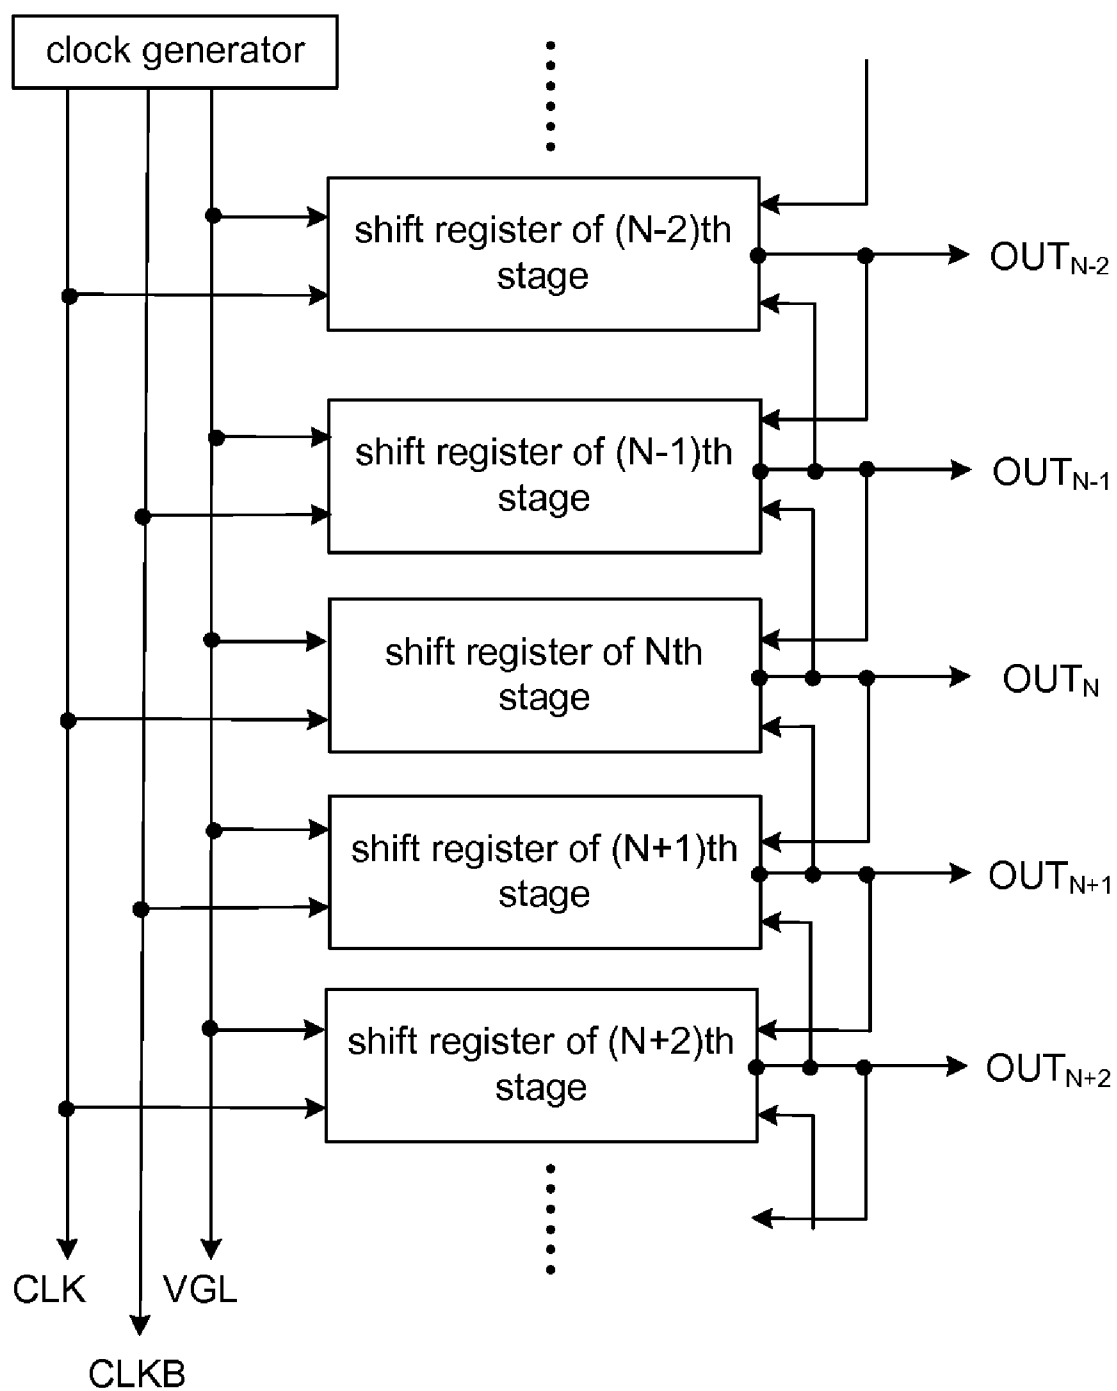 clock generator
shift register of (N-2)th
stage
OUTN-2
shift register of (N-1)th
stage
OUTN-1
shift register of Nth
stage
OUTN
shift register of (N+1)th
stage
OUTN+1
shift register of (N+2)th
stage
OUTN+2
CLK
VGL
CLKB